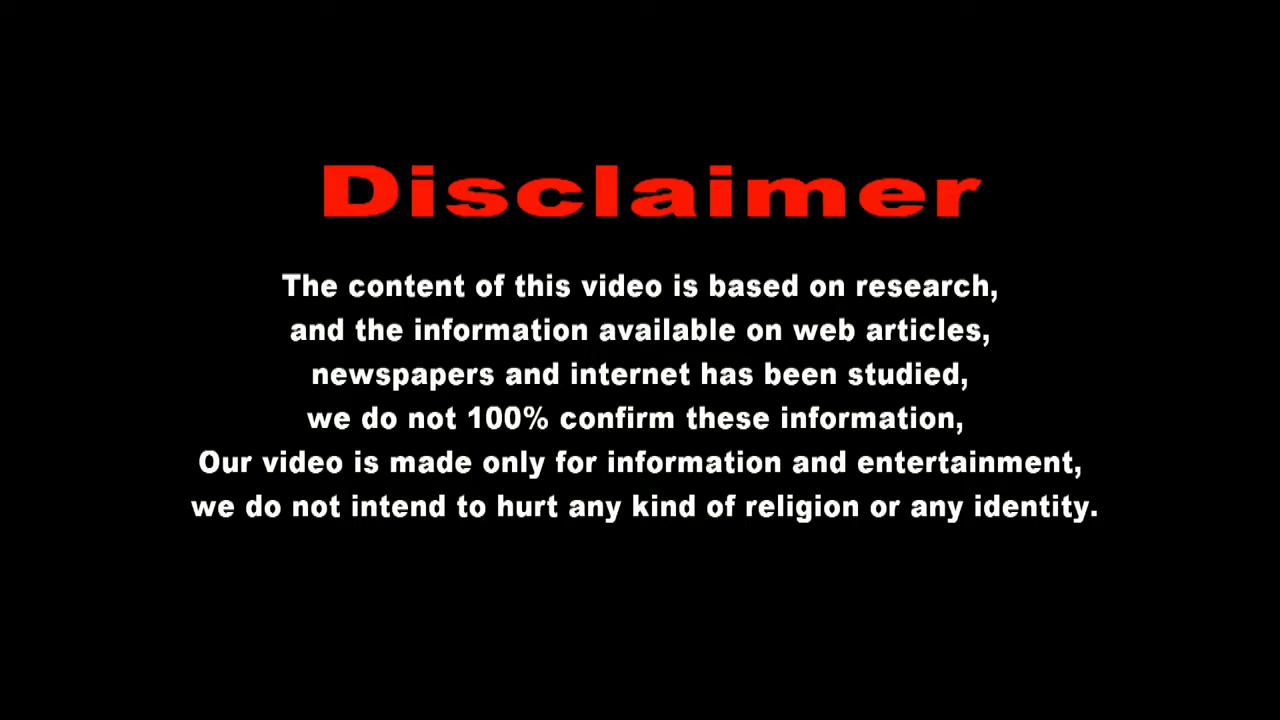 Disclaimer
The content of this video is based on research,
and the information available on web articles,
newspapers and internet has been studied,
we do not 100% confirm these information,
Our video is made only for information and entertainment,
we do not intend to hurt any kind of religion or any identity.